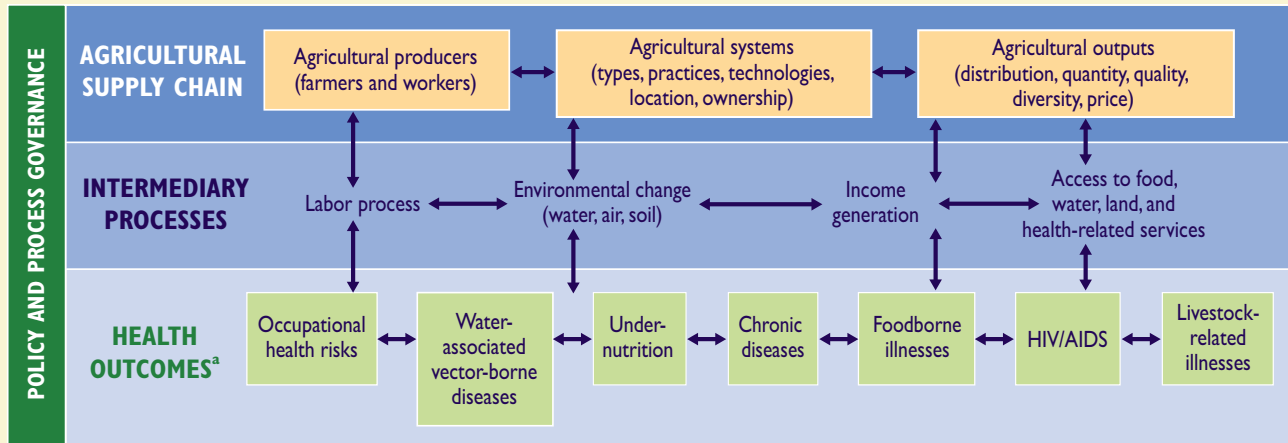 POLICY AND PROCESS GOVERNANCE
AGRICULTURAL
SUPPLY CHAIN
Agricultural producers
(farmers and workers)
Agricultural systems
(types, practices, technologies,
location, ownership)
Agricultural outputs
(distribution, quantity, quality,
diversity, price)
INTERMEDIARY
PROCESSES
Labor process
Environmental change
(water, air, soil)
Income
generation
Access to food,
water, land, and
health-related services
HEALTH
OUTCOMESa
Occupational
health risks
Water-
associated
vector-borne
diseases
Under-
nutrition
Chronic
diseases
Foodborne
illnesses
HIV/AIDS
Livestock-
related
illnesses